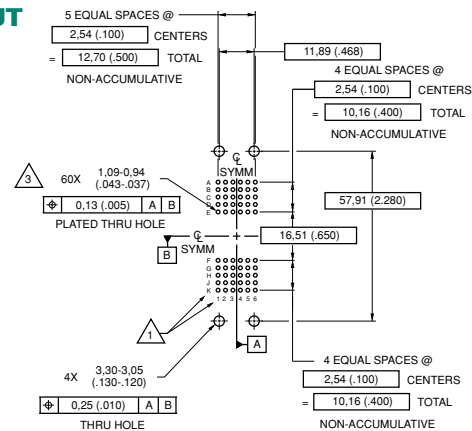 UT
5 EQUAL SPACES @
2,54 (.100) CENTERS
= 12,70 (.500) TOTAL
NON-ACCUMULATIVE
11,89 (.468)
4 EQUAL SPACES @
2,54 (.100) CENTERS
= 10,16 (.400) TOTAL
NON-ACCUMULATIVE
℄
SYMM
3
60X 1,09-0,94
(.043-.037)
⌖ 0,13 (.005) A B
PLATED THRU HOLE
A
B
C
D
E
57,91 (2.280)
℄
SYMM
16,51 (.650)
B
F
G
H
J
K
1 2 3 4 5 6
1
A
4X 3,30-3,05
(.130-.120)
⌖ 0,25 (.010) A B
THRU HOLE
4 EQUAL SPACES @
2,54 (.100) CENTERS
= 10,16 (.400) TOTAL
NON-ACCUMULATIVE